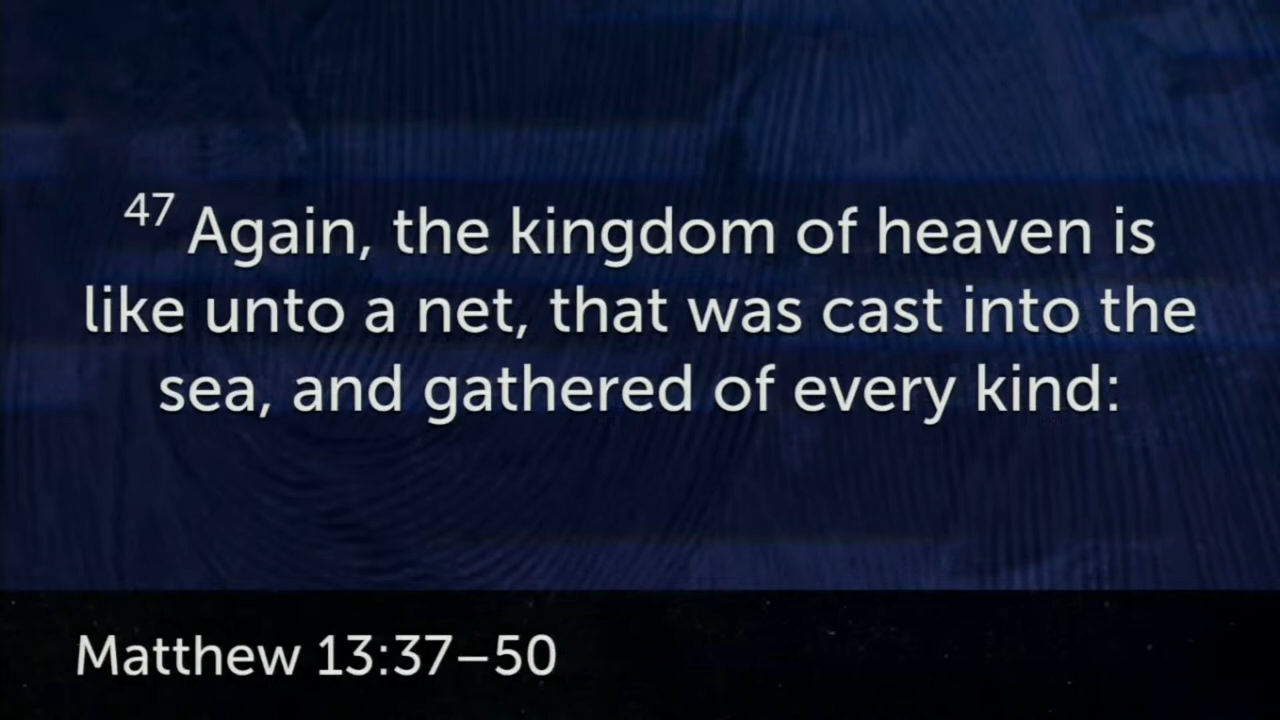 47 Again, the kingdom of heaven is
like unto a net, that was cast into the
sea, and gathered of every kind:
Matthew 13:37–50